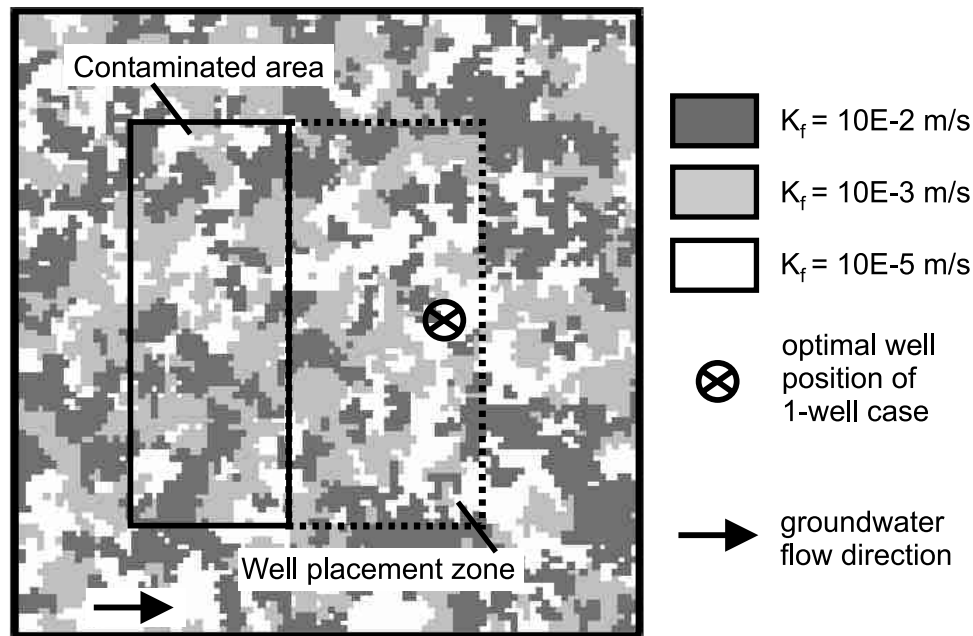 Contaminated area
Well placement zone
K_f = 10E-2 m/s
K_f = 10E-3 m/s
K_f = 10E-5 m/s
optimal well
position of
1-well case
groundwater
flow direction